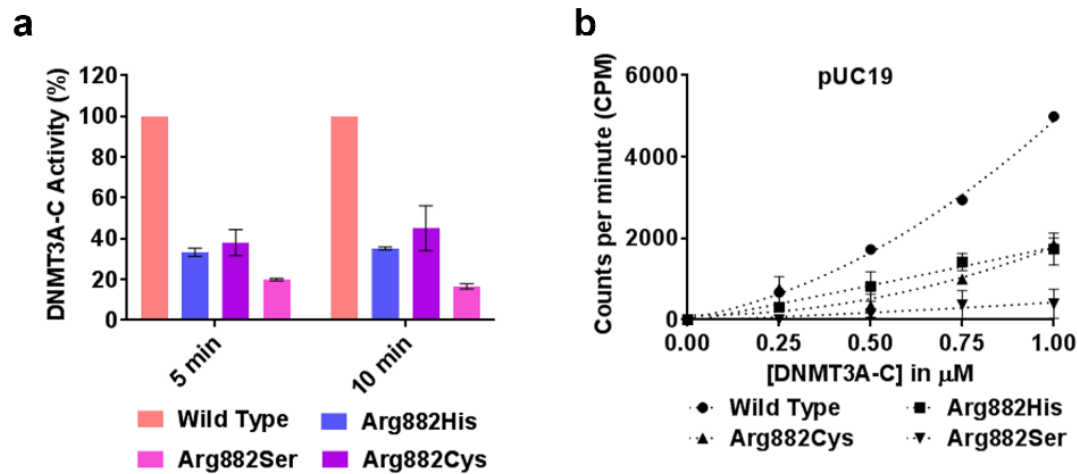 a
DNMT3A-C Activity (%)
120
100
80
60
40
20
0
5 min
10 min
Wild Type
Arg882His
Arg882Ser
Arg882Cys
b
pUC19
Counts per minute (CPM)
6000
4000
2000
0
0.00 0.25 0.50 0.75 1.00
[DNMT3A-C] in μM
Wild Type
Arg882His
Arg882Cys
Arg882Ser